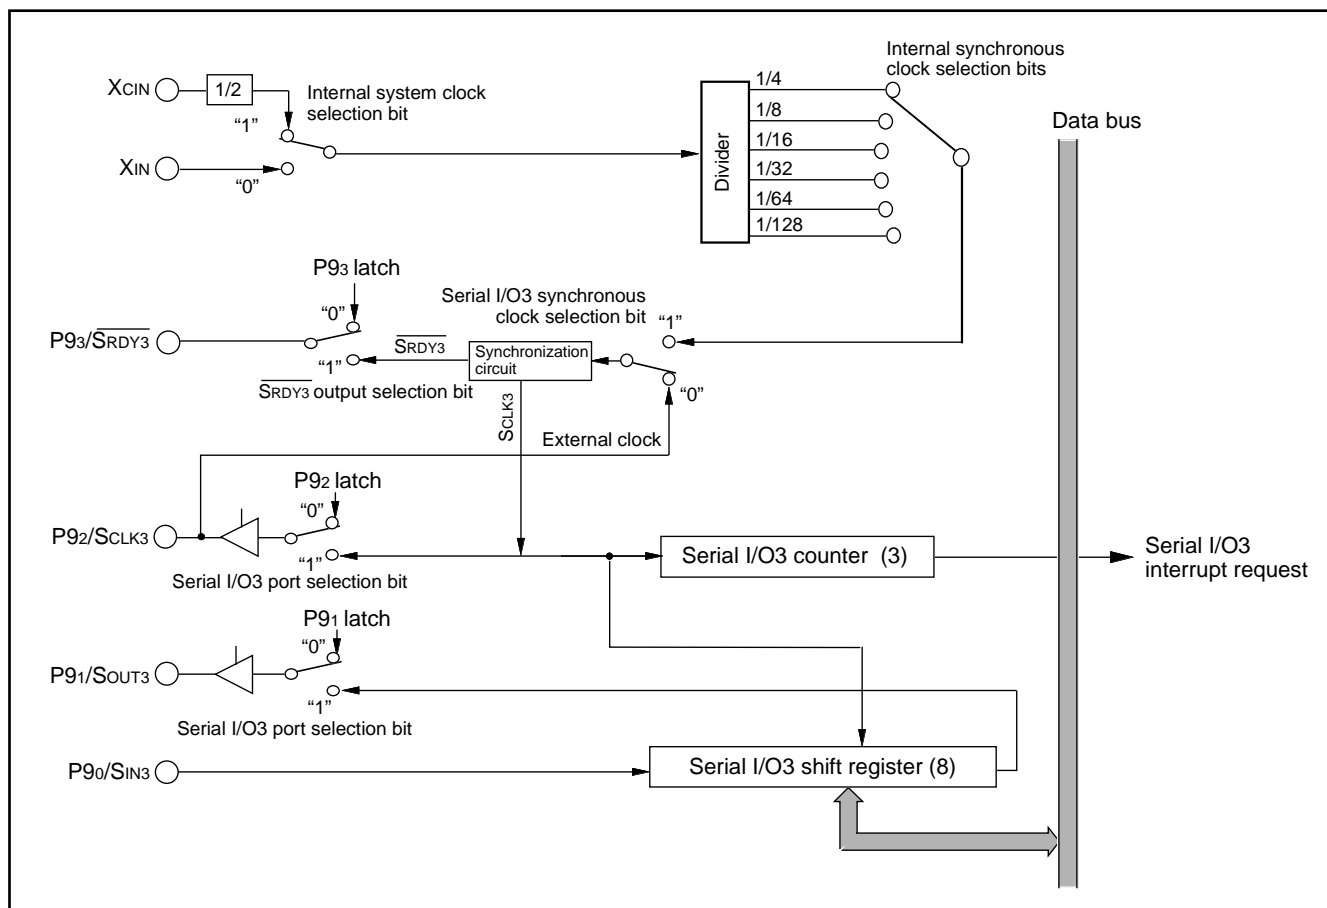 Internal synchronous
clock selection bits
XCIN
1/2
Internal system clock
selection bit
“1”
XIN
“0”
Divider
1/4
1/8
1/16
1/32
1/64
1/128
Data bus
P93 latch
“0”
P93/SRDY3
“1”
SRDY3
SRDY3 output selection bit
Serial I/O3 synchronous
clock selection bit
“1”
Synchronization
circuit
“0”
SCLK3
External clock
P92 latch
“0”
P92/SCLK3
“1”
Serial I/O3 port selection bit
Serial I/O3 counter (3)
Serial I/O3
interrupt request
P91 latch
“0”
P91/SOUT3
“1”
Serial I/O3 port selection bit
P90/SIN3
Serial I/O3 shift register (8)